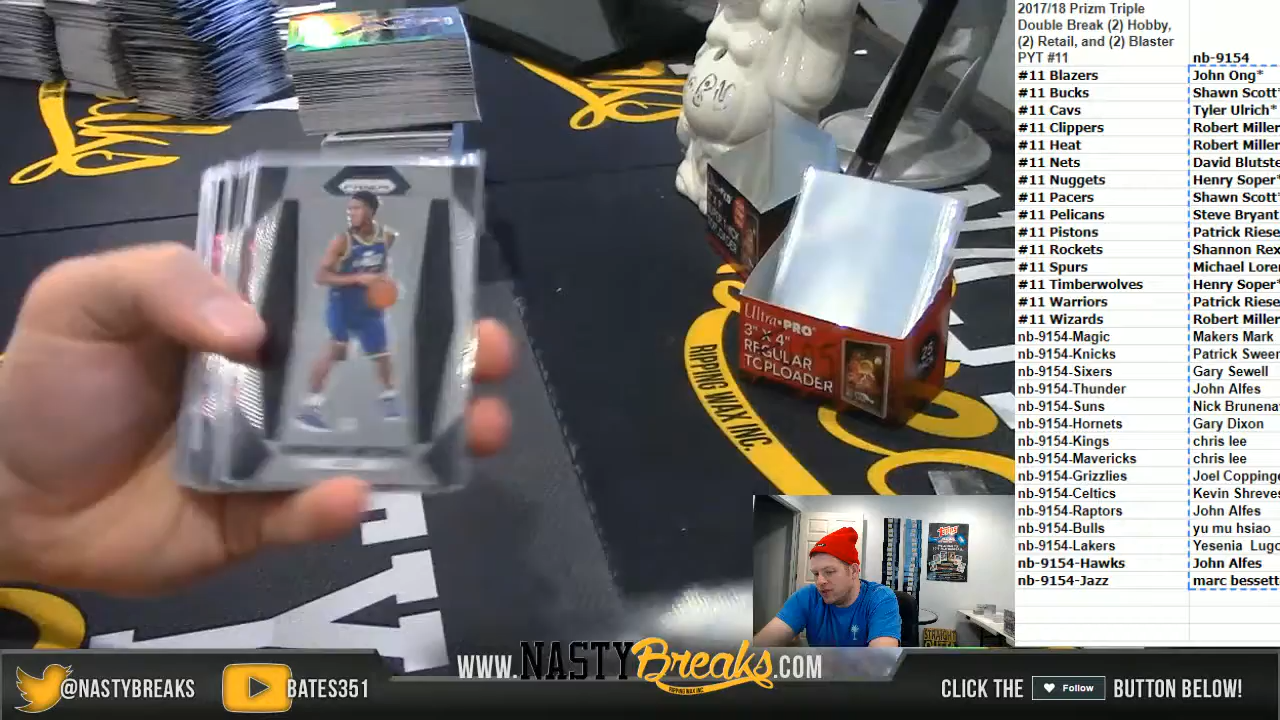 2017/18 Prizm Triple
Double Break (2) Hobby,
(2) Retail, and (2) Blaster
PYT #11 nb-9154
#11 Blazers John Ong*
#11 Bucks Shawn Scott*
#11 Cavs Tyler Ulrich*
#11 Clippers Robert Miller
#11 Heat Robert Miller
#11 Nets David Blutste
#11 Nuggets Henry Soper*
#11 Pacers Shawn Scott*
#11 Pelicans Steve Bryant
#11 Pistons Patrick Riese
#11 Rockets Shannon Rex
#11 Spurs Michael Lore
#11 Timberwolves Henry Soper*
#11 Warriors Patrick Riese
#11 Wizards Robert Miller
nb-9154-Magic Makers Mark
nb-9154-Knicks Patrick Sween
nb-9154-Sixers Gary Sewell
nb-9154-Thunder John Alfes
nb-9154-Suns Nick Brunena
nb-9154-Hornets Gary Dixon
nb-9154-Kings chris lee
nb-9154-Mavericks chris lee
nb-9154-Grizzlies Joel Copping
nb-9154-Celtics Kevin Shreve
nb-9154-Raptors John Alfes
nb-9154-Bulls yu mu hsiao
nb-9154-Lakers Yesenia Lugo
nb-9154-Hawks John Alfes
nb-9154-Jazz marc bessett
PRIZM
Ultra·PRO
3" X 4"
REGULAR
TOPLOADER
25
RIPPING WAX INC.
@NASTYBREAKS
BATES351
WWW.NASTYBreaks.COM
RIPPING WAX INC.
CLICK THE Follow BUTTON BELOW!